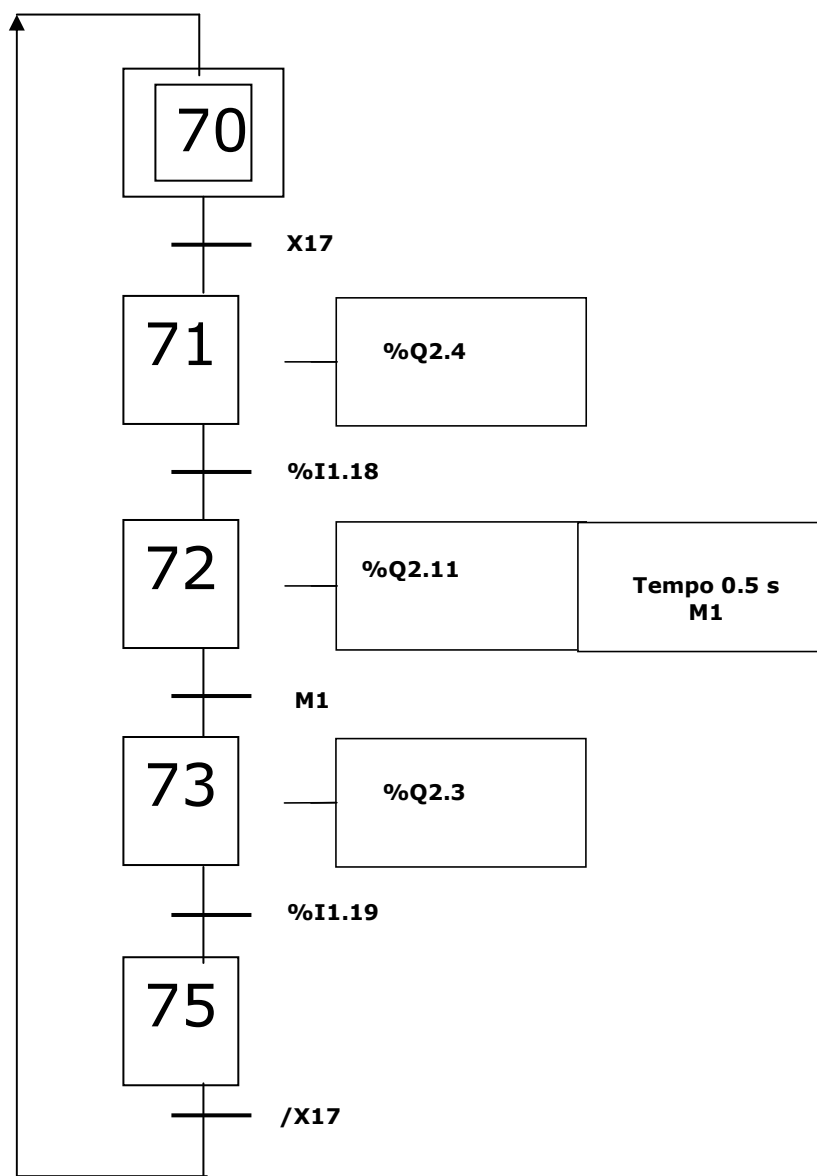 70
X17
71
%Q2.4
%I1.18
72
%Q2.11
Tempo 0.5 s
M1
M1
73
%Q2.3
%I1.19
75
/X17